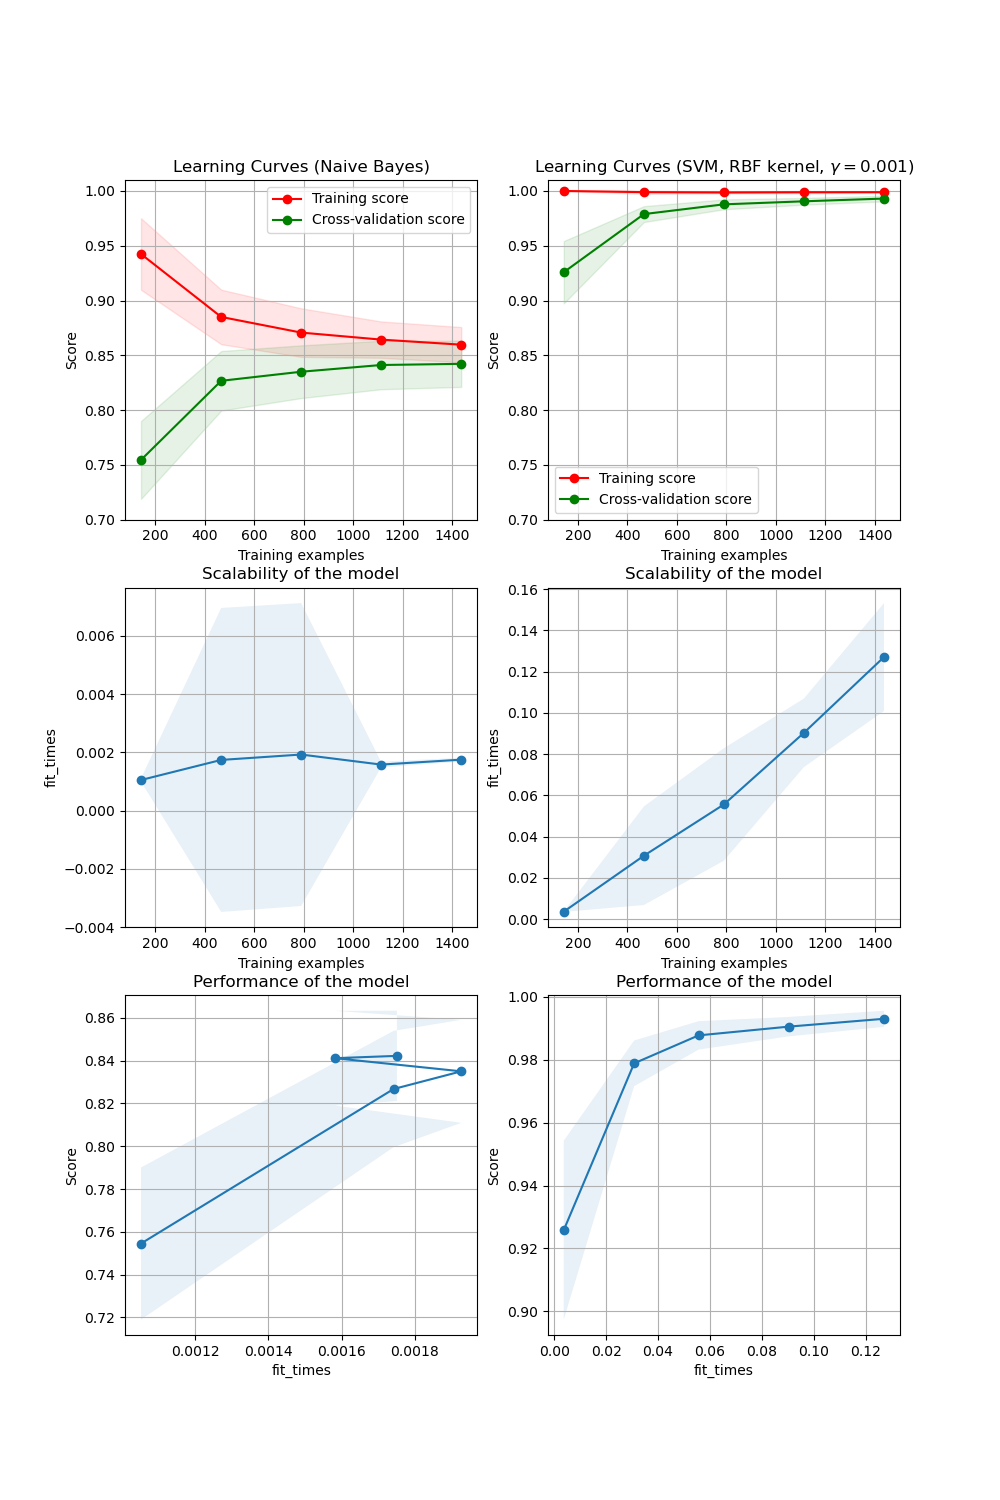 Learning Curves (Naive Bayes)
1.00
0.95
0.90
0.85
0.80
0.75
0.70
Score
Training score
Cross-validation score
200 400 600 800 1000 1200 1400
Training examples
Learning Curves (SVM, RBF kernel, γ = 0.001)
1.00
0.95
0.90
0.85
0.80
0.75
0.70
Score
Training score
Cross-validation score
200 400 600 800 1000 1200 1400
Training examples
Scalability of the model
0.006
0.004
0.002
0.000
−0.002
−0.004
fit_times
200 400 600 800 1000 1200 1400
Training examples
Scalability of the model
0.16
0.14
0.12
0.10
0.08
0.06
0.04
0.02
0.00
fit_times
200 400 600 800 1000 1200 1400
Training examples
Performance of the model
0.86
0.84
0.82
0.80
0.78
0.76
0.74
0.72
Score
0.0012 0.0014 0.0016 0.0018
fit_times
Performance of the model
1.00
0.98
0.96
0.94
0.92
0.90
Score
0.00 0.02 0.04 0.06 0.08 0.10 0.12
fit_times